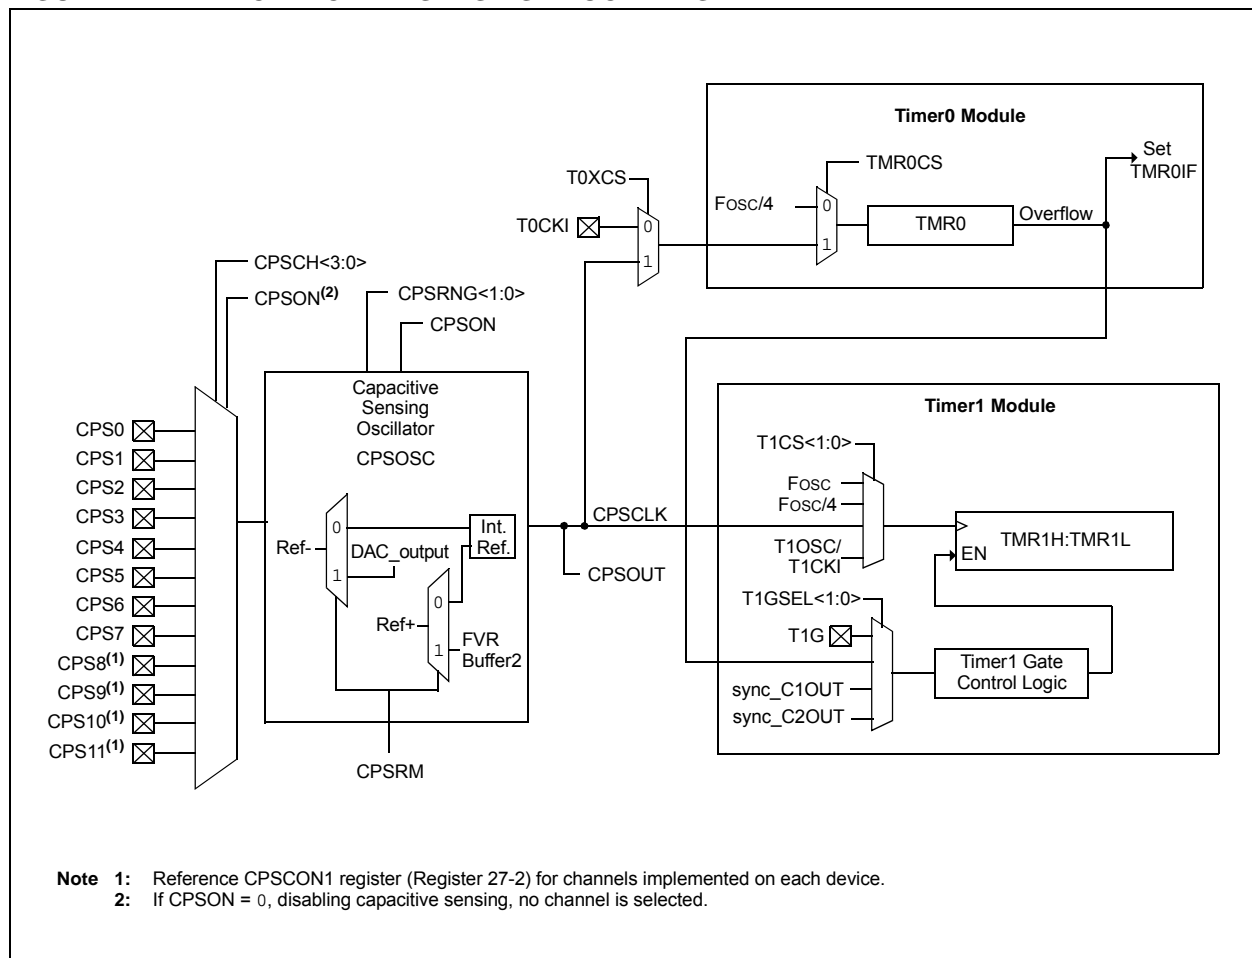 Timer0 Module
Set
TMR0IF
TMR0CS
T0XCS
FOSC/4
0
1
TMR0
Overflow
T0CKI
0
1
CPSCH<3:0>
CPSON(2)
CPSRNG<1:0>
CPSON
Capacitive
Sensing
Oscillator
CPSOSC
Timer1 Module
T1CS<1:0>
FOSC
FOSC/4
T1OSC/
T1CKI
TMR1H:TMR1L
EN
CPS0
CPS1
CPS2
CPS3
CPS4
CPS5
CPS6
CPS7
CPS8(1)
CPS9(1)
CPS10(1)
CPS11(1)
Ref-
0
1
DAC_output
Int.
Ref.
Ref+
0
1
FVR
Buffer2
CPSCLK
CPSOUT
CPSRM
T1GSEL<1:0>
T1G
sync_C1OUT
sync_C2OUT
Timer1 Gate
Control Logic
Note 1: Reference CPSCON1 register (Register 27-2) for channels implemented on each device.
2: If CPSON = 0, disabling capacitive sensing, no channel is selected.